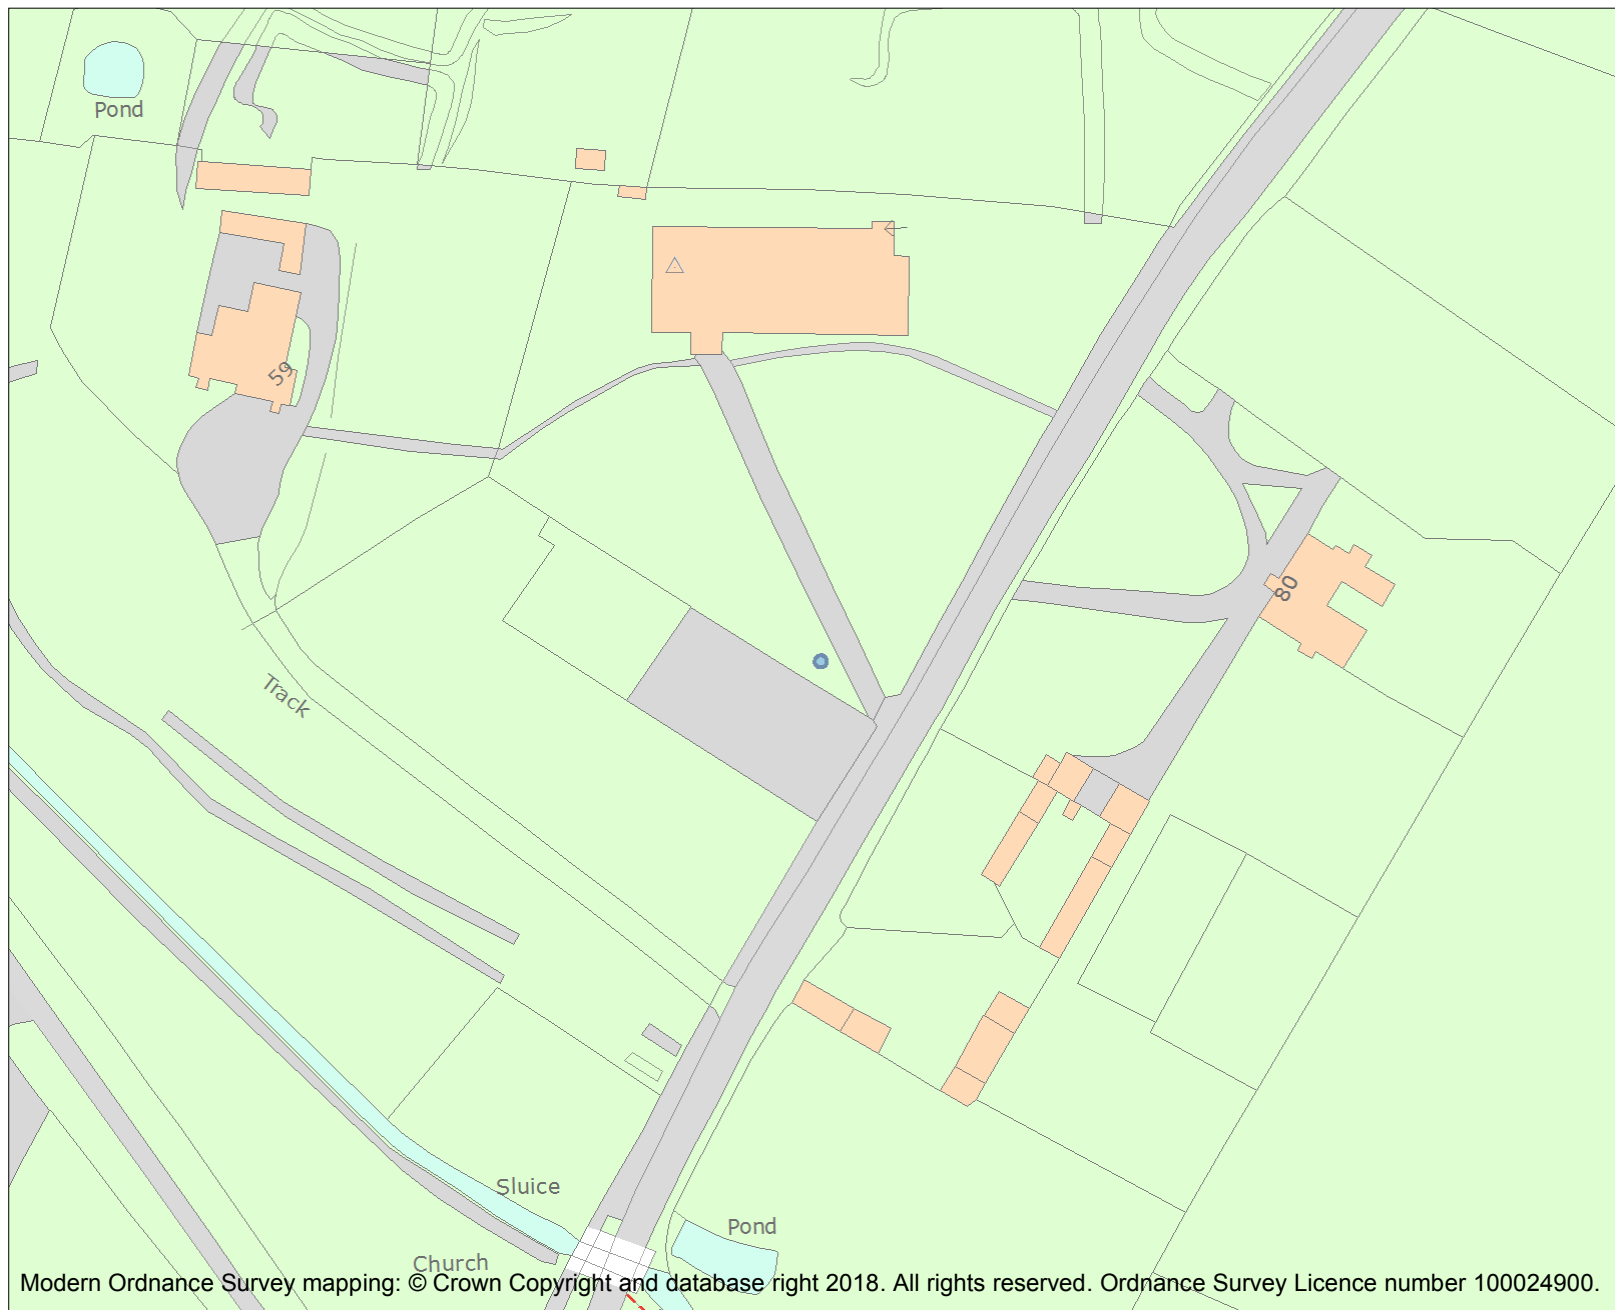 Pond
59
80
Track
Sluice
Pond
Church
Modern Ordnance Survey mapping: © Crown Copyright and database right 2018. All rights reserved. Ordnance Survey Licence number 100024900.